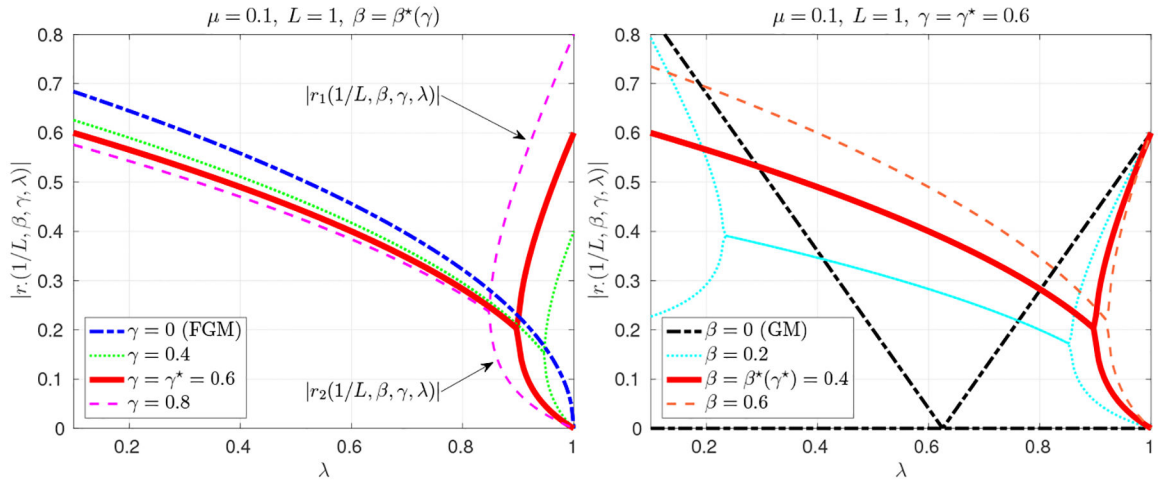 μ = 0.1, L = 1, β = β⋆(γ)
|r.(1/L, β, γ, λ)|
0.8
0.7
0.6
0.5
0.4
0.3
0.2
0.1
0
|r₁(1/L, β, γ, λ)|
|r₂(1/L, β, γ, λ)|
γ = 0 (FGM)
γ = 0.4
γ = γ⋆ = 0.6
γ = 0.8
0.2
0.4
0.6
0.8
1
λ
μ = 0.1, L = 1, γ = γ⋆ = 0.6
|r.(1/L, β, γ, λ)|
0.8
0.7
0.6
0.5
0.4
0.3
0.2
0.1
0
β = 0 (GM)
β = 0.2
β = β⋆(γ⋆) = 0.4
β = 0.6
0.2
0.4
0.6
0.8
1
λ